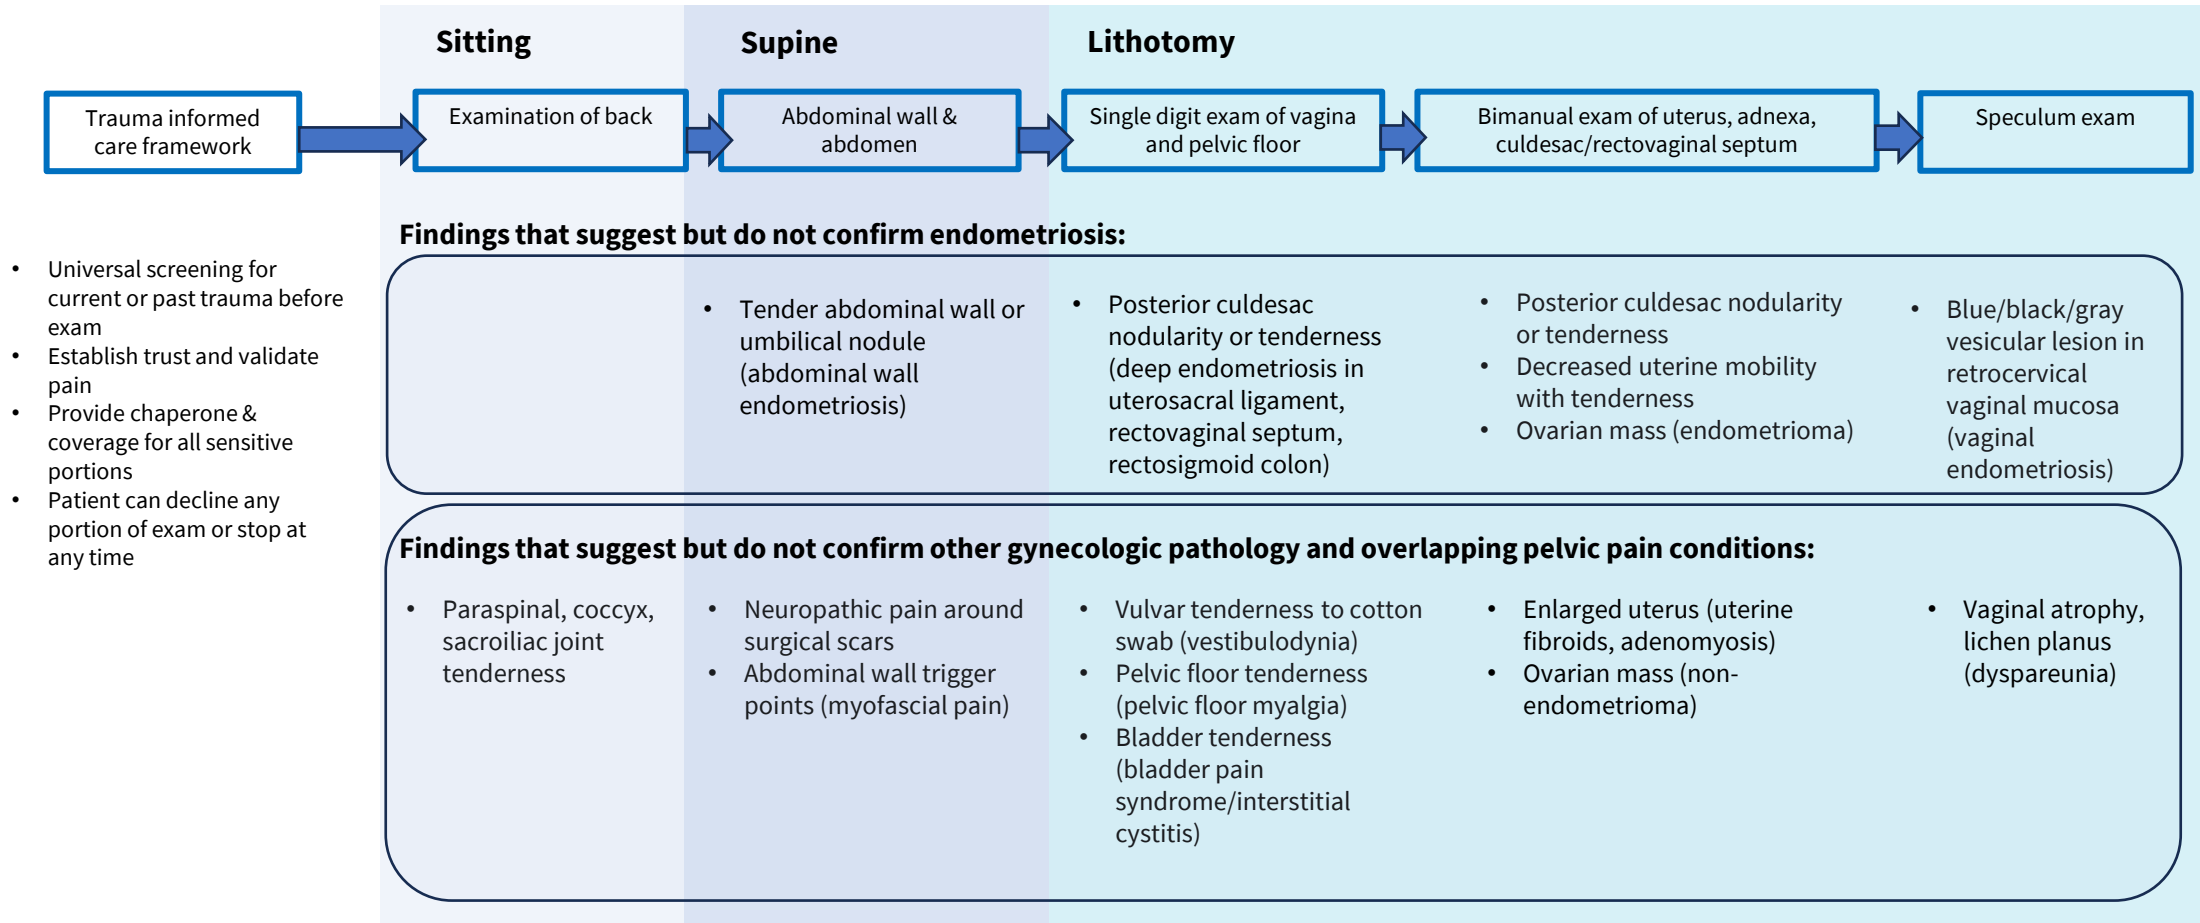 Sitting
Supine
Lithotomy
Trauma informed
care framework
Examination of back
Abdominal wall &
abdomen
Single digit exam of vagina
and pelvic floor
Bimanual exam of uterus, adnexa,
culdesac/rectovaginal septum
Speculum exam
• Universal screening for
current or past trauma before
exam
• Establish trust and validate
pain
• Provide chaperone &
coverage for all sensitive
portions
• Patient can decline any
portion of exam or stop at
any time
Findings that suggest but do not confirm endometriosis:
• Tender abdominal wall or
umbilical nodule
(abdominal wall
endometriosis)
• Posterior culdesac
nodularity or tenderness
(deep endometriosis in
uterosacral ligament,
rectovaginal septum,
rectosigmoid colon)
• Posterior culdesac nodularity
or tenderness
• Decreased uterine mobility
with tenderness
• Ovarian mass (endometrioma)
• Blue/black/gray
vesicular lesion in
retrocervical
vaginal mucosa
(vaginal
endometriosis)
Findings that suggest but do not confirm other gynecologic pathology and overlapping pelvic pain conditions:
• Paraspinal, coccyx,
sacroiliac joint
tenderness
• Neuropathic pain around
surgical scars
• Abdominal wall trigger
points (myofascial pain)
• Vulvar tenderness to cotton
swab (vestibulodynia)
• Pelvic floor tenderness
(pelvic floor myalgia)
• Bladder tenderness
(bladder pain
syndrome/interstitial
cystitis)
• Enlarged uterus (uterine
fibroids, adenomyosis)
• Ovarian mass (non-
endometrioma)
• Vaginal atrophy,
lichen planus
(dyspareunia)